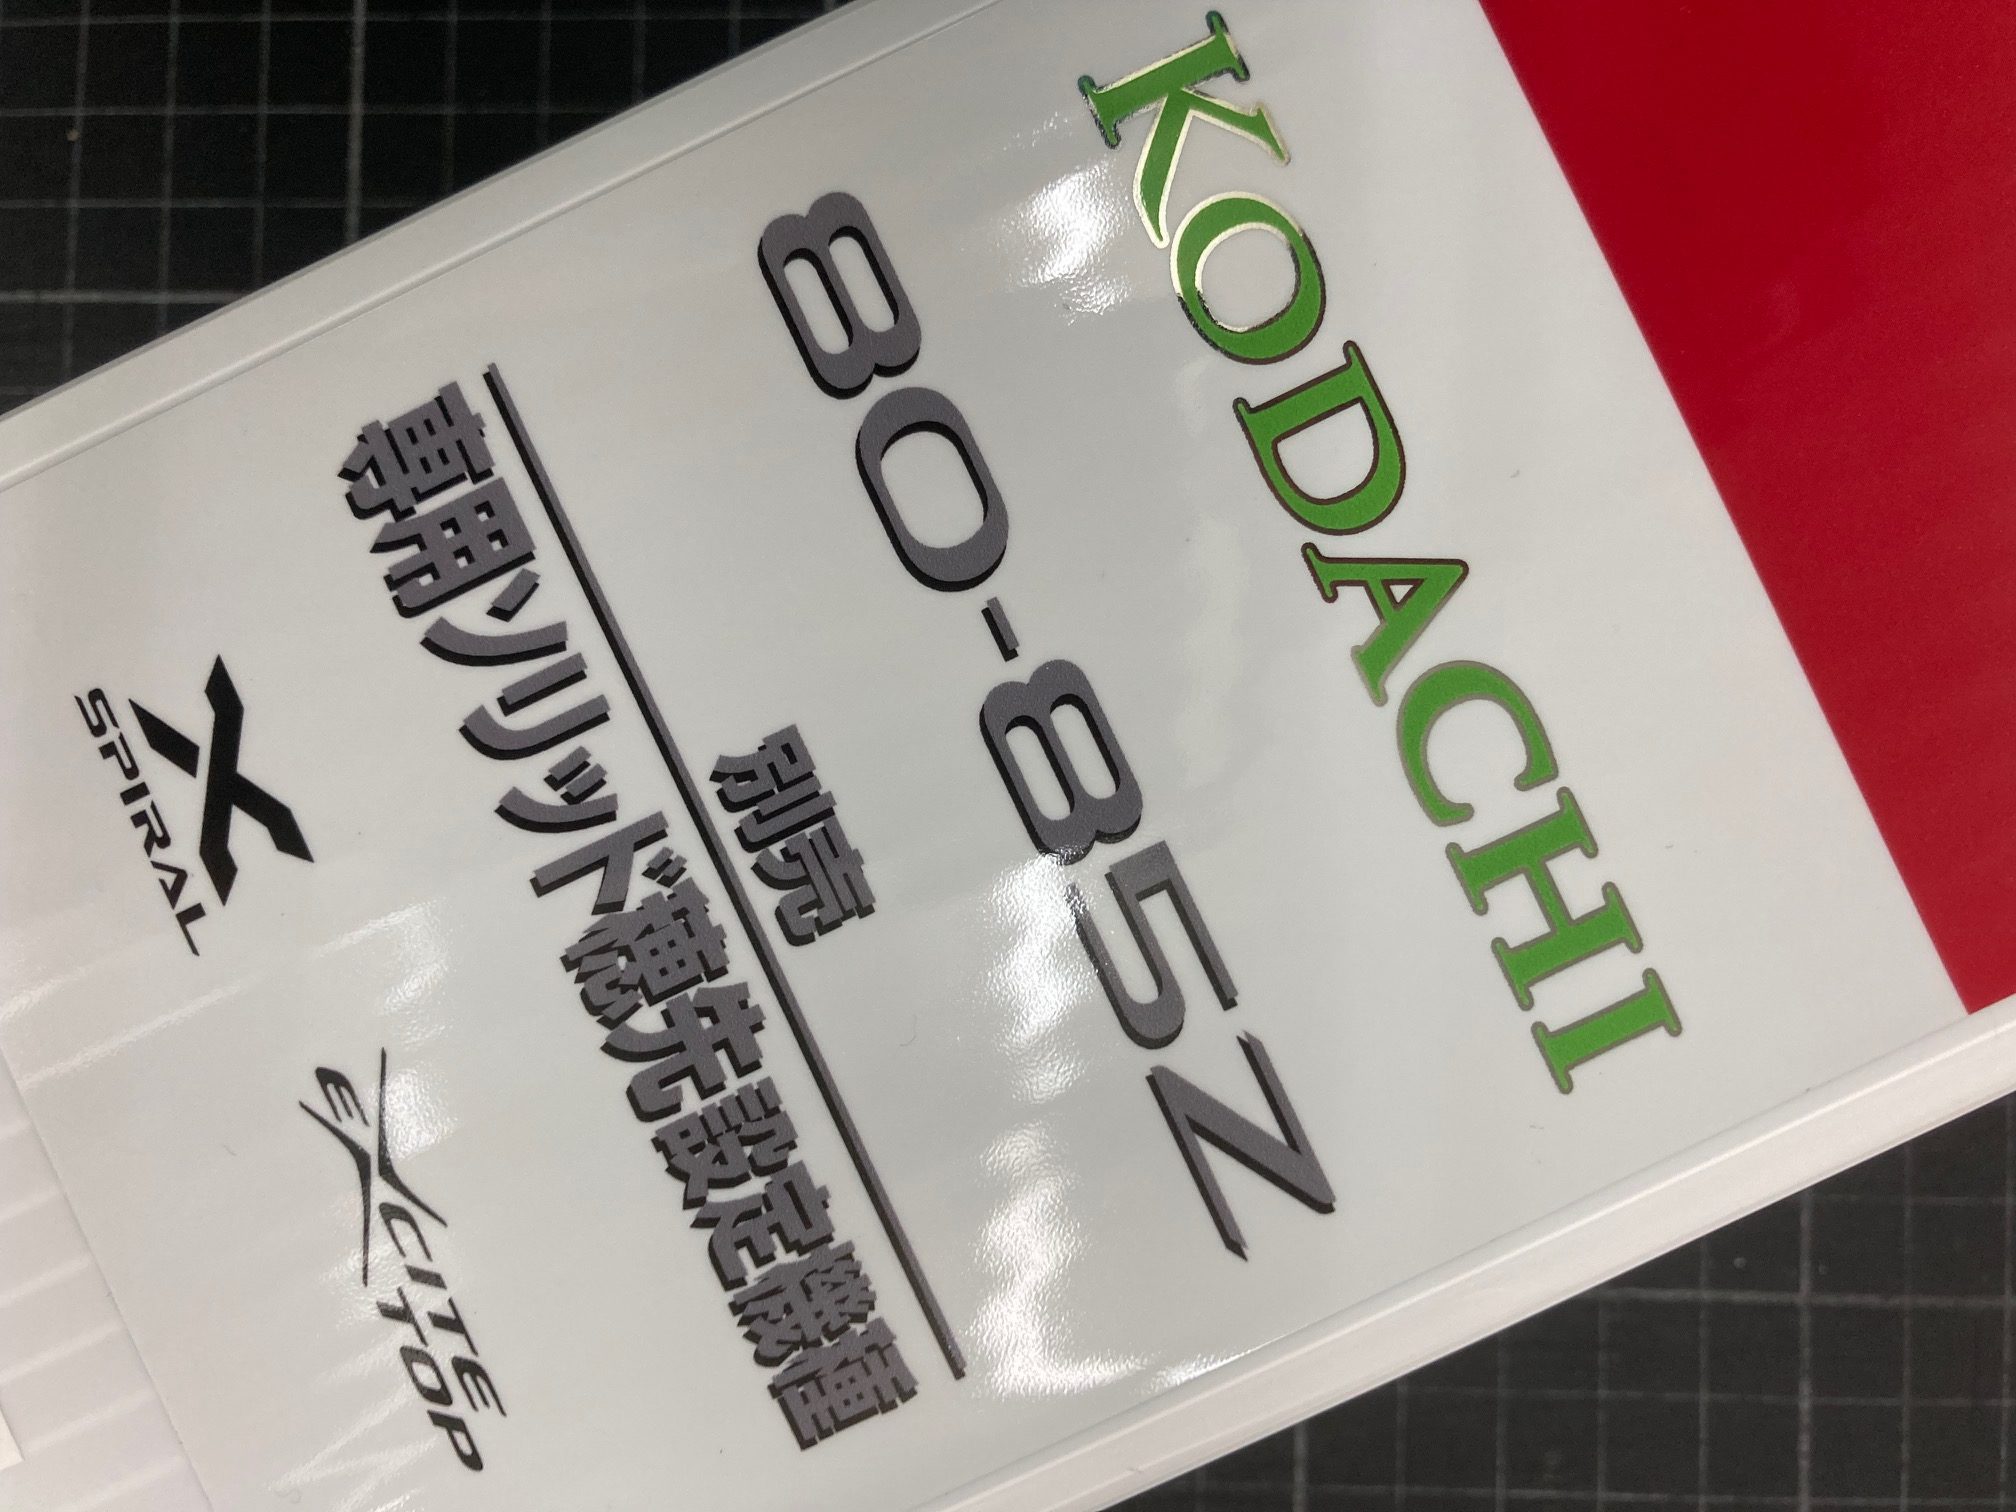 KODACHI
80-85Z
別売
専用ソリッド穂先設定機種
X
SPIRAL
EXCITE
TOP